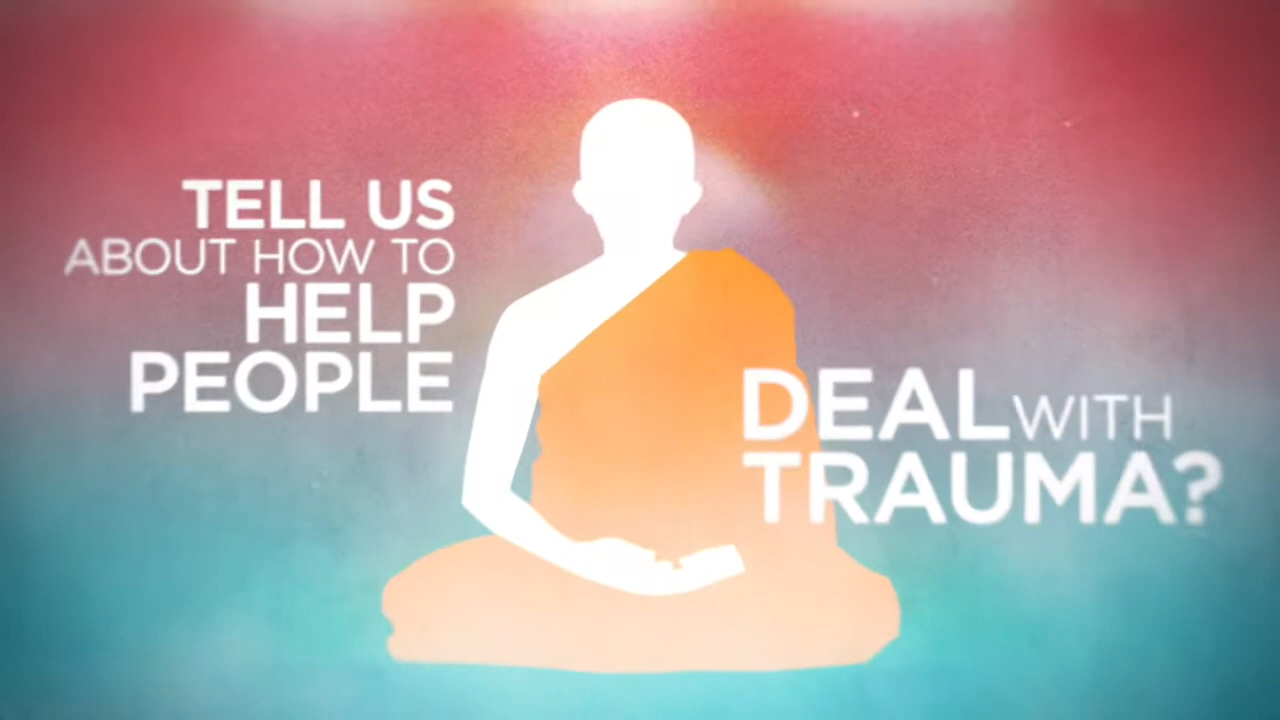 TELL US
ABOUT HOW TO
HELP
PEOPLE
DEAL WITH
TRAUMA?